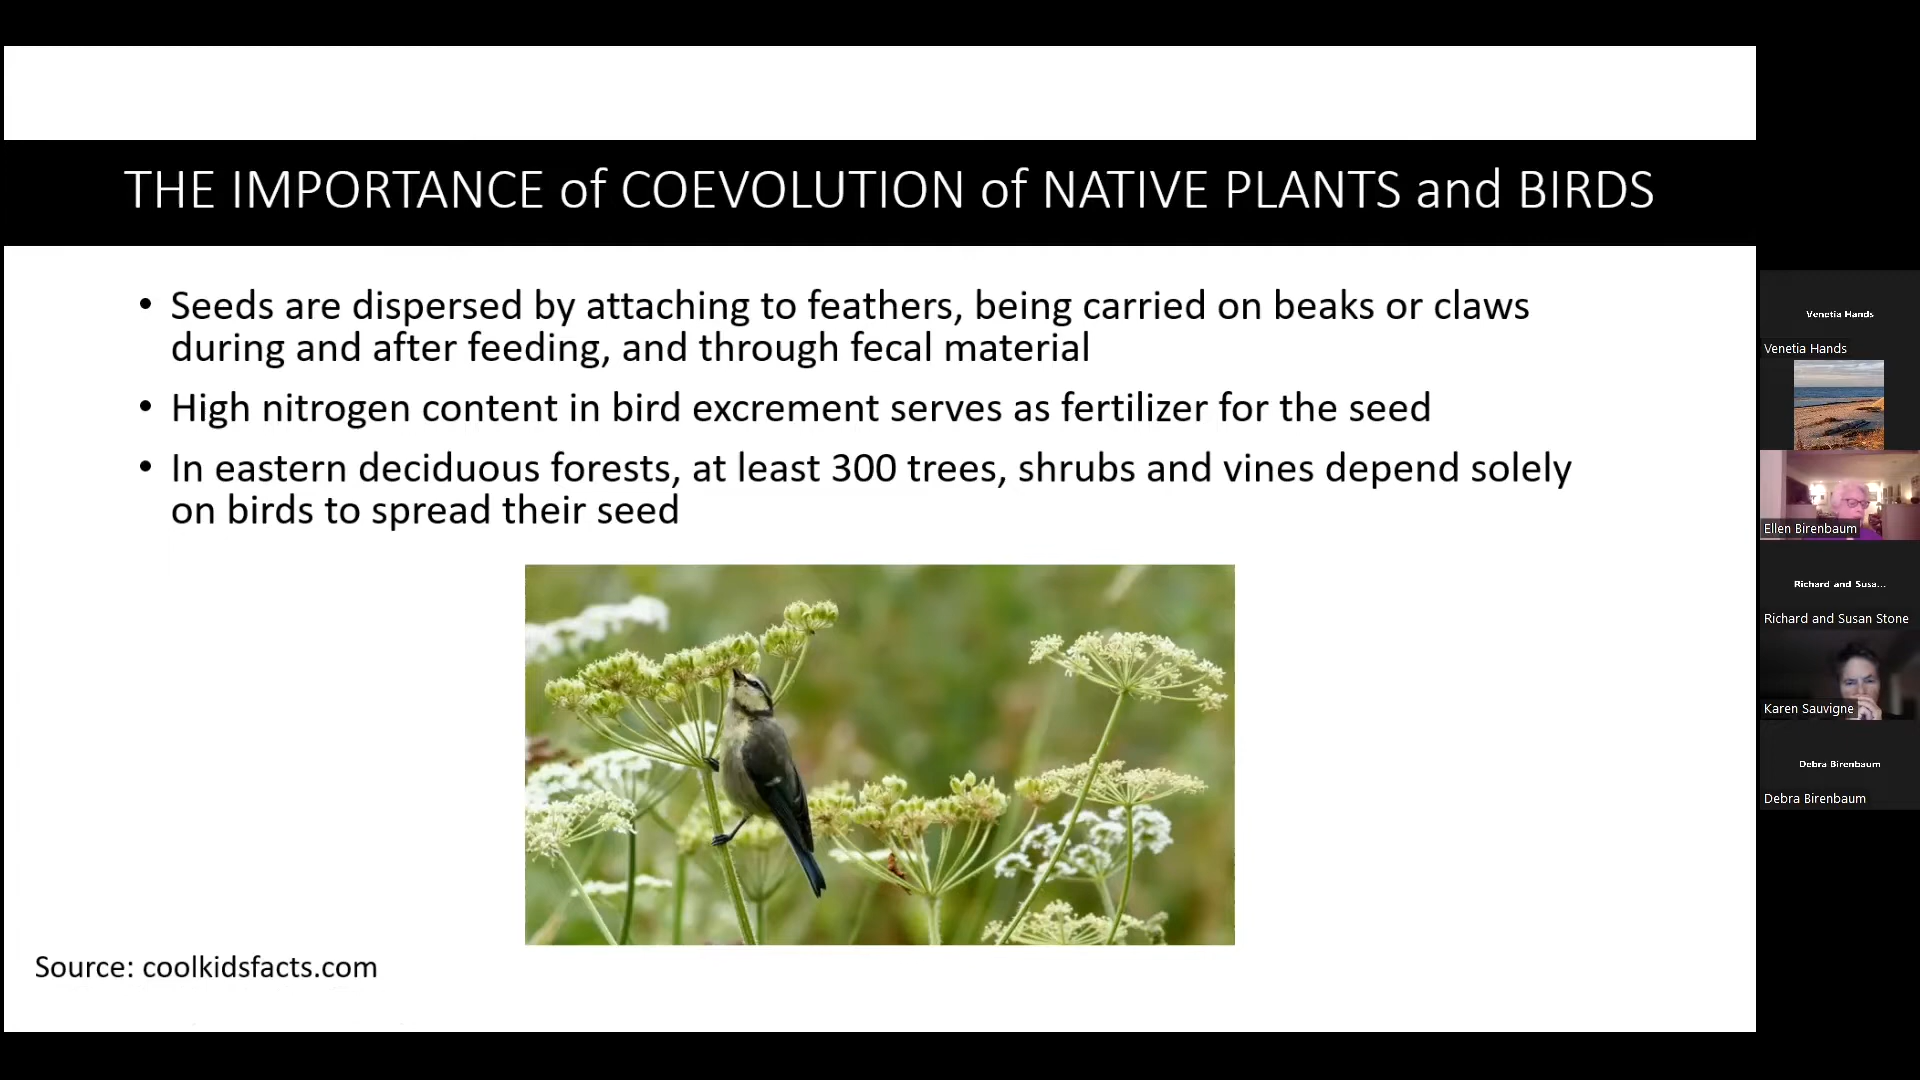 THE IMPORTANCE of COEVOLUTION of NATIVE PLANTS and BIRDS
• Seeds are dispersed by attaching to feathers, being carried on beaks or claws
during and after feeding, and through fecal material
• High nitrogen content in bird excrement serves as fertilizer for the seed
• In eastern deciduous forests, at least 300 trees, shrubs and vines depend solely
on birds to spread their seed
Source: coolkidsfacts.com
Venetia Hands
Venetia Hands
Ellen Birenbaum
Richard and Susa...
Richard and Susan Stone
Karen Sauvigne
Debra Birenbaum
Debra Birenbaum